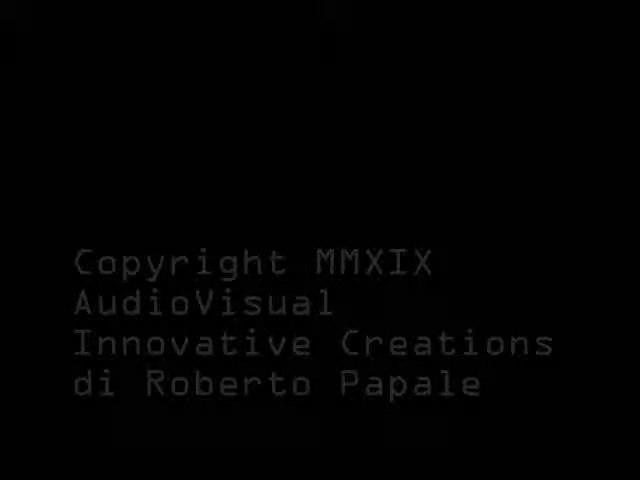 Copyright MMXIX
AudioVisual
Innovative Creations
di Roberto Papale